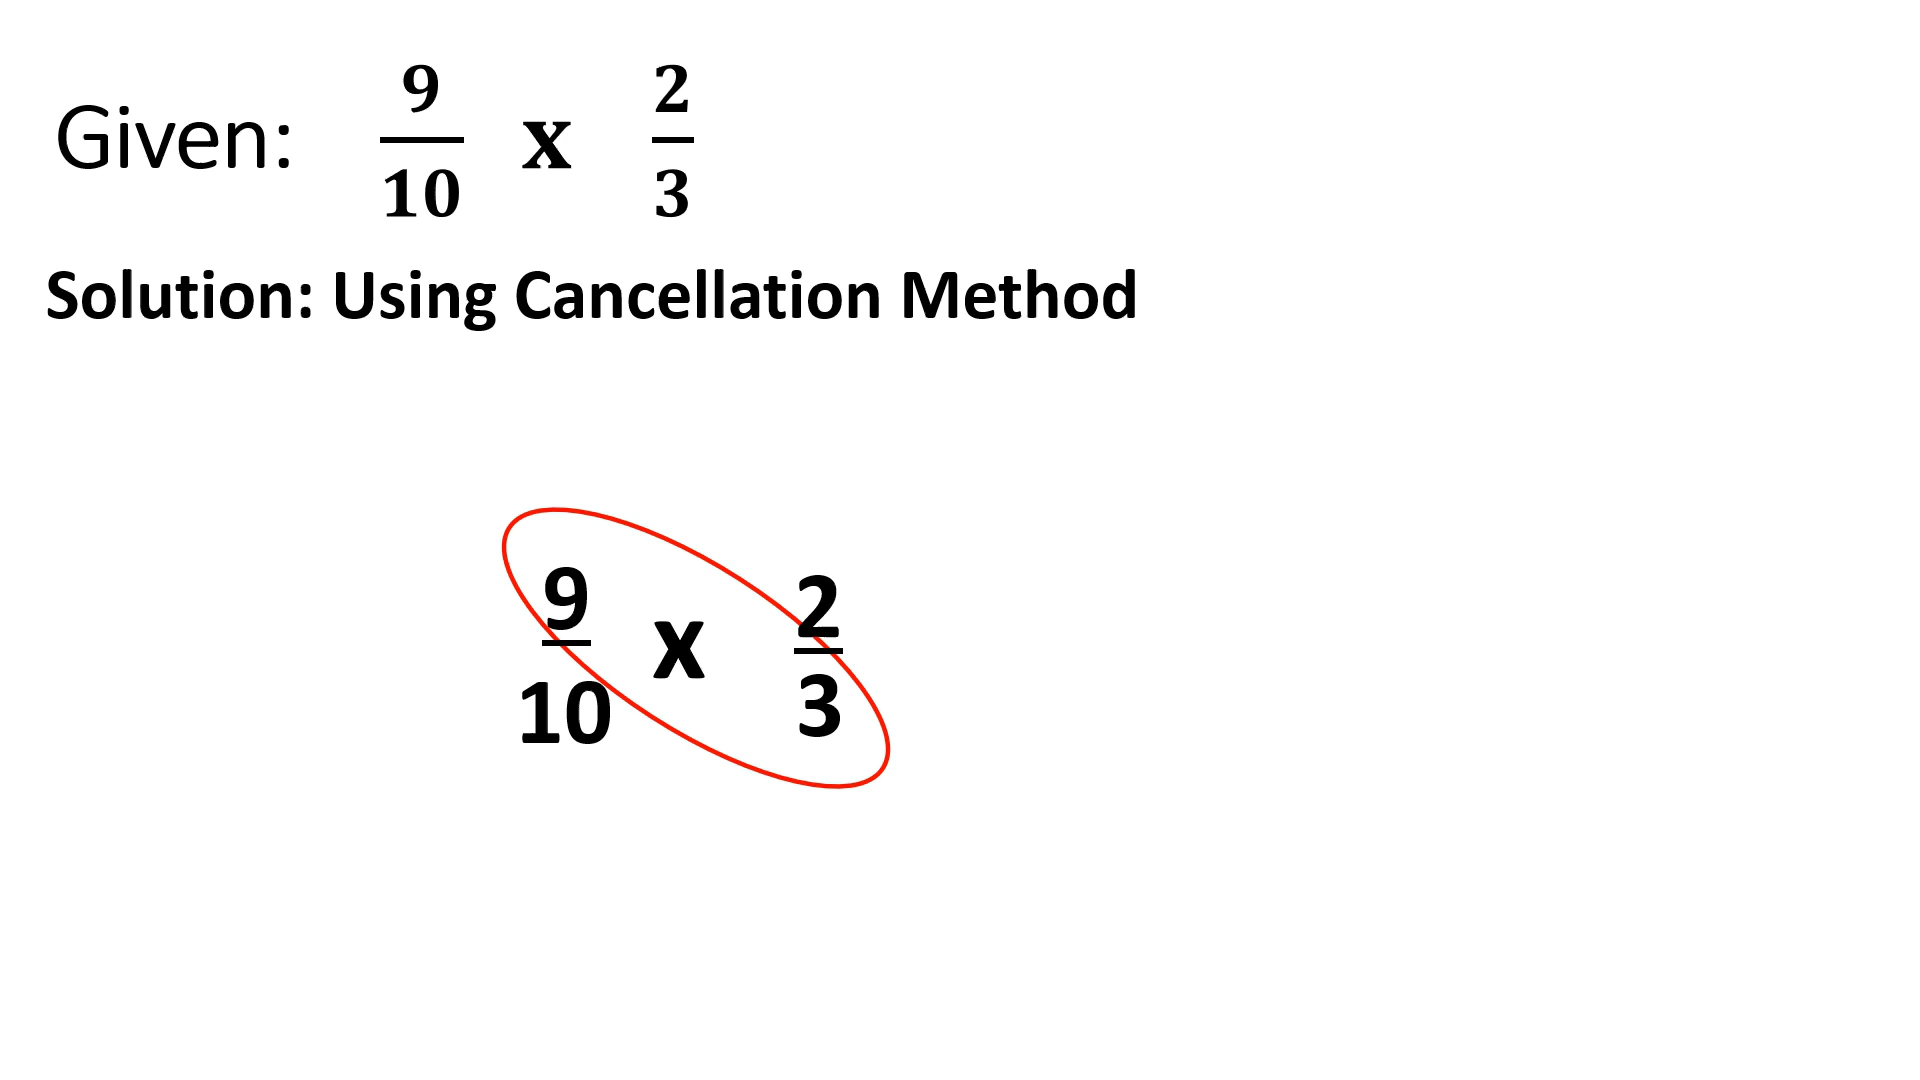 Given: 9/10 x 2/3
Solution: Using Cancellation Method
9/10 x 2/3